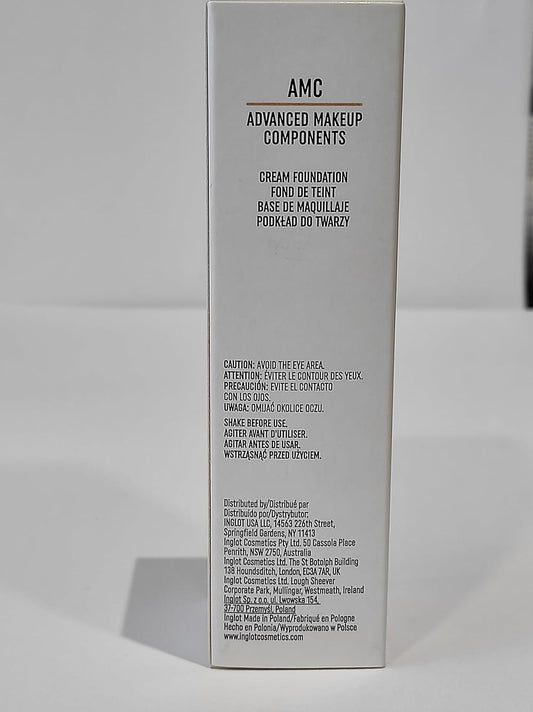 AMC
ADVANCED MAKEUP
COMPONENTS
CREAM FOUNDATION
FOND DE TEINT
BASE DE MAQUILLAJE
PODKŁAD DO TWARZY
CAUTION: AVOID THE EYE AREA.
ATTENTION: ÉVITER LE CONTOUR DES YEUX.
PRECAUCIÓN: EVITE EL CONTACTO
CON LOS OJOS.
UWAGA: OMIJAĆ OKOLICE OCZU.
SHAKE BEFORE USE.
AGITER AVANT D'UTILISER.
AGITAR ANTES DE USAR.
WSTRZĄSNĄĆ PRZED UŻYCIEM.
Distributed by/Distribué par
Distribuido por/Dystrybutor:
INGLOT USA LLC, 14563 226th Street,
Springfield Gardens, NY 11413
Inglot Cosmetics Pty Ltd. 50 Cassola Place
Penrith, NSW 2750, Australia
Inglot Cosmetics Ltd. The St Botolph Building
138 Houndsditch, London, EC3A 7AR, UK
Inglot Cosmetics Ltd. Lough Sheever
Corporate Park, Mullingar, Westmeath, Ireland
Inglot Sp. z o.o. ul. Lwowska 154,
37-700 Przemyśl, Poland
Inglot Made in Poland/Fabriqué en Pologne
Hecho en Polonia/Wyprodukowano w Polsce
www.inglotcosmetics.com